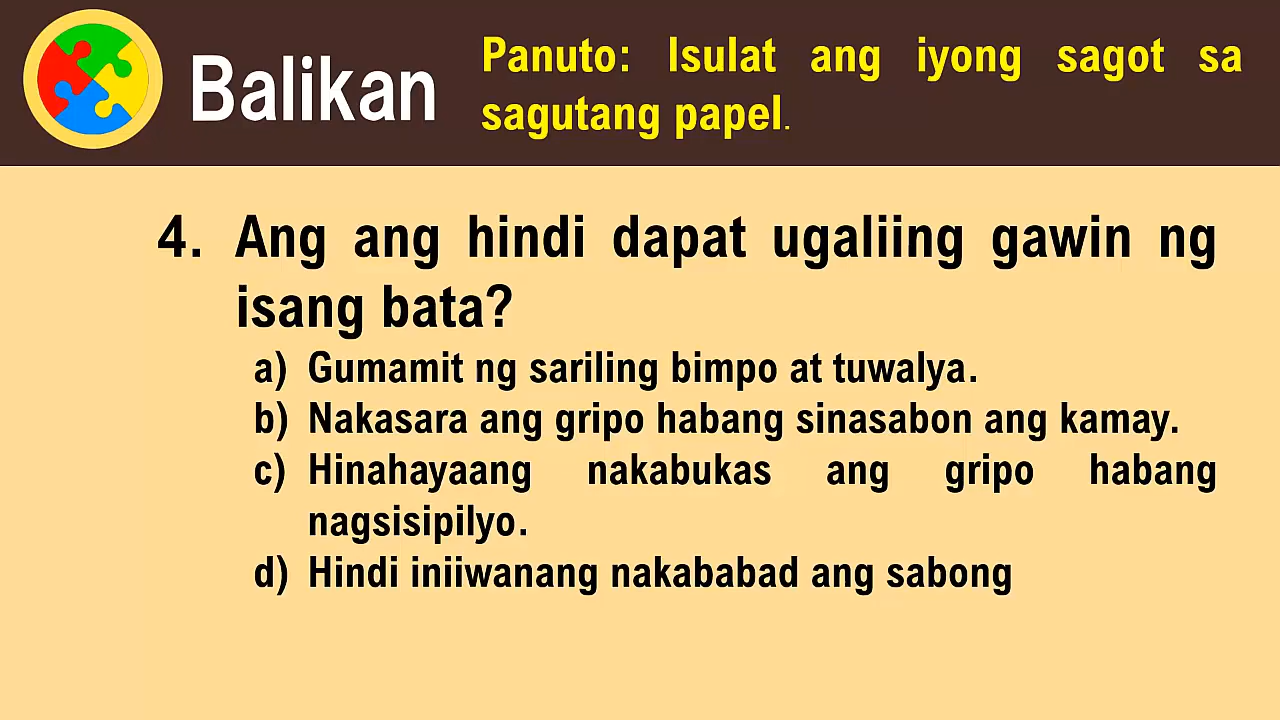 Balikan
Panuto: Isulat ang iyong sagot sa
sagutang papel.
4. Ang ang hindi dapat ugaliing gawin ng
isang bata?
a) Gumamit ng sariling bimpo at tuwalya.
b) Nakasara ang gripo habang sinasabon ang kamay.
c) Hinahayaang nakabukas ang gripo habang
nagsisipilyo.
d) Hindi iniiwanang nakababad ang sabong